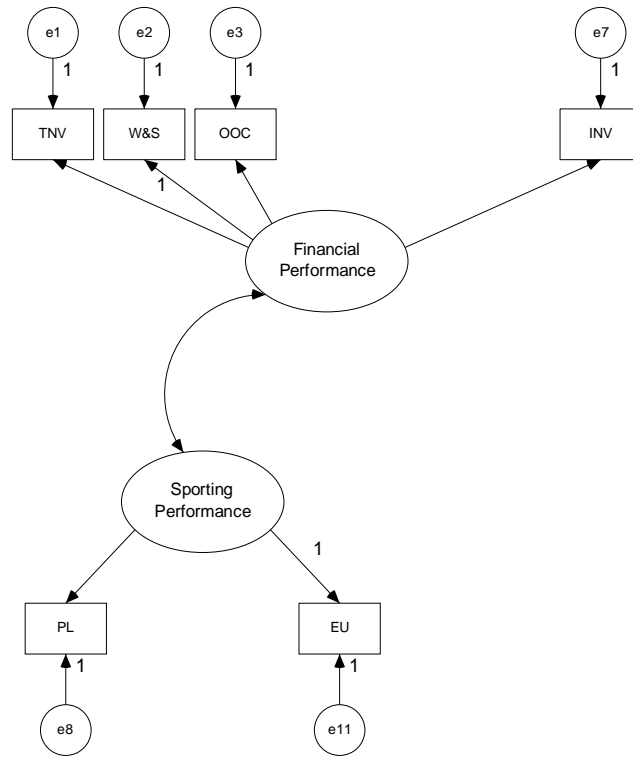 e1 e2 e3 e7
1 1 1 1
TNV W&S OOC INV
1
Financial
Performance
Sporting
Performance
1
PL EU
1 1
e8 e11